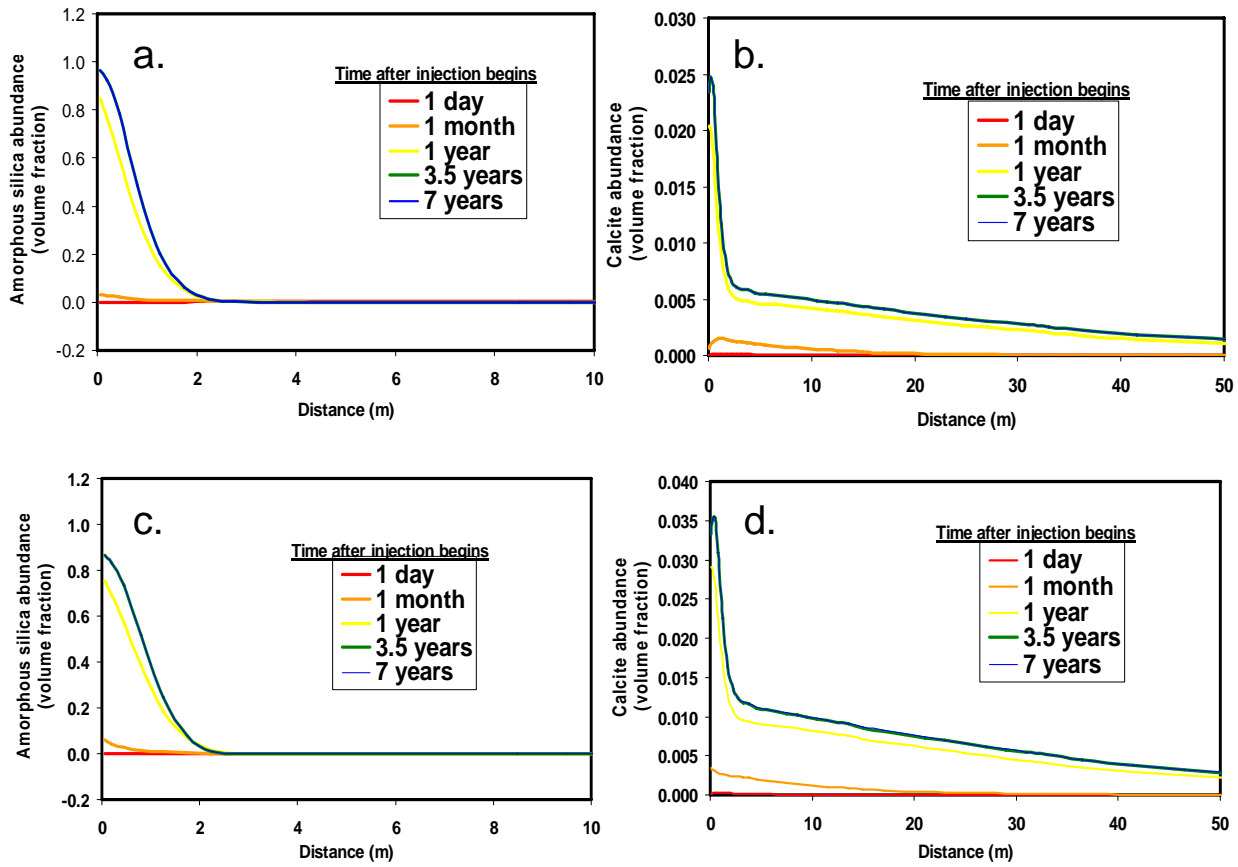 a.
Amorphous silica abundance
(volume fraction)
1.2
1.0
0.8
0.6
0.4
0.2
0.0
-0.2
Time after injection begins
1 day
1 month
1 year
3.5 years
7 years
0 2 4 6 8 10
Distance (m)
b.
Calcite abundance
(volume fraction)
0.030
0.025
0.020
0.015
0.010
0.005
0.000
Time after injection begins
1 day
1 month
1 year
3.5 years
7 years
0 10 20 30 40 50
Distance (m)
c.
Amorphous silica abundance
(volume fraction)
1.2
1.0
0.8
0.6
0.4
0.2
0.0
-0.2
Time after injection begins
1 day
1 month
1 year
3.5 years
7 years
0 2 4 6 8 10
Distance (m)
d.
Calcite abundance
(volume fraction)
0.040
0.035
0.030
0.025
0.020
0.015
0.010
0.005
0.000
Time after injection begins
1 day
1 month
1 year
3.5 years
7 years
0 10 20 30 40 50
Distance (m)